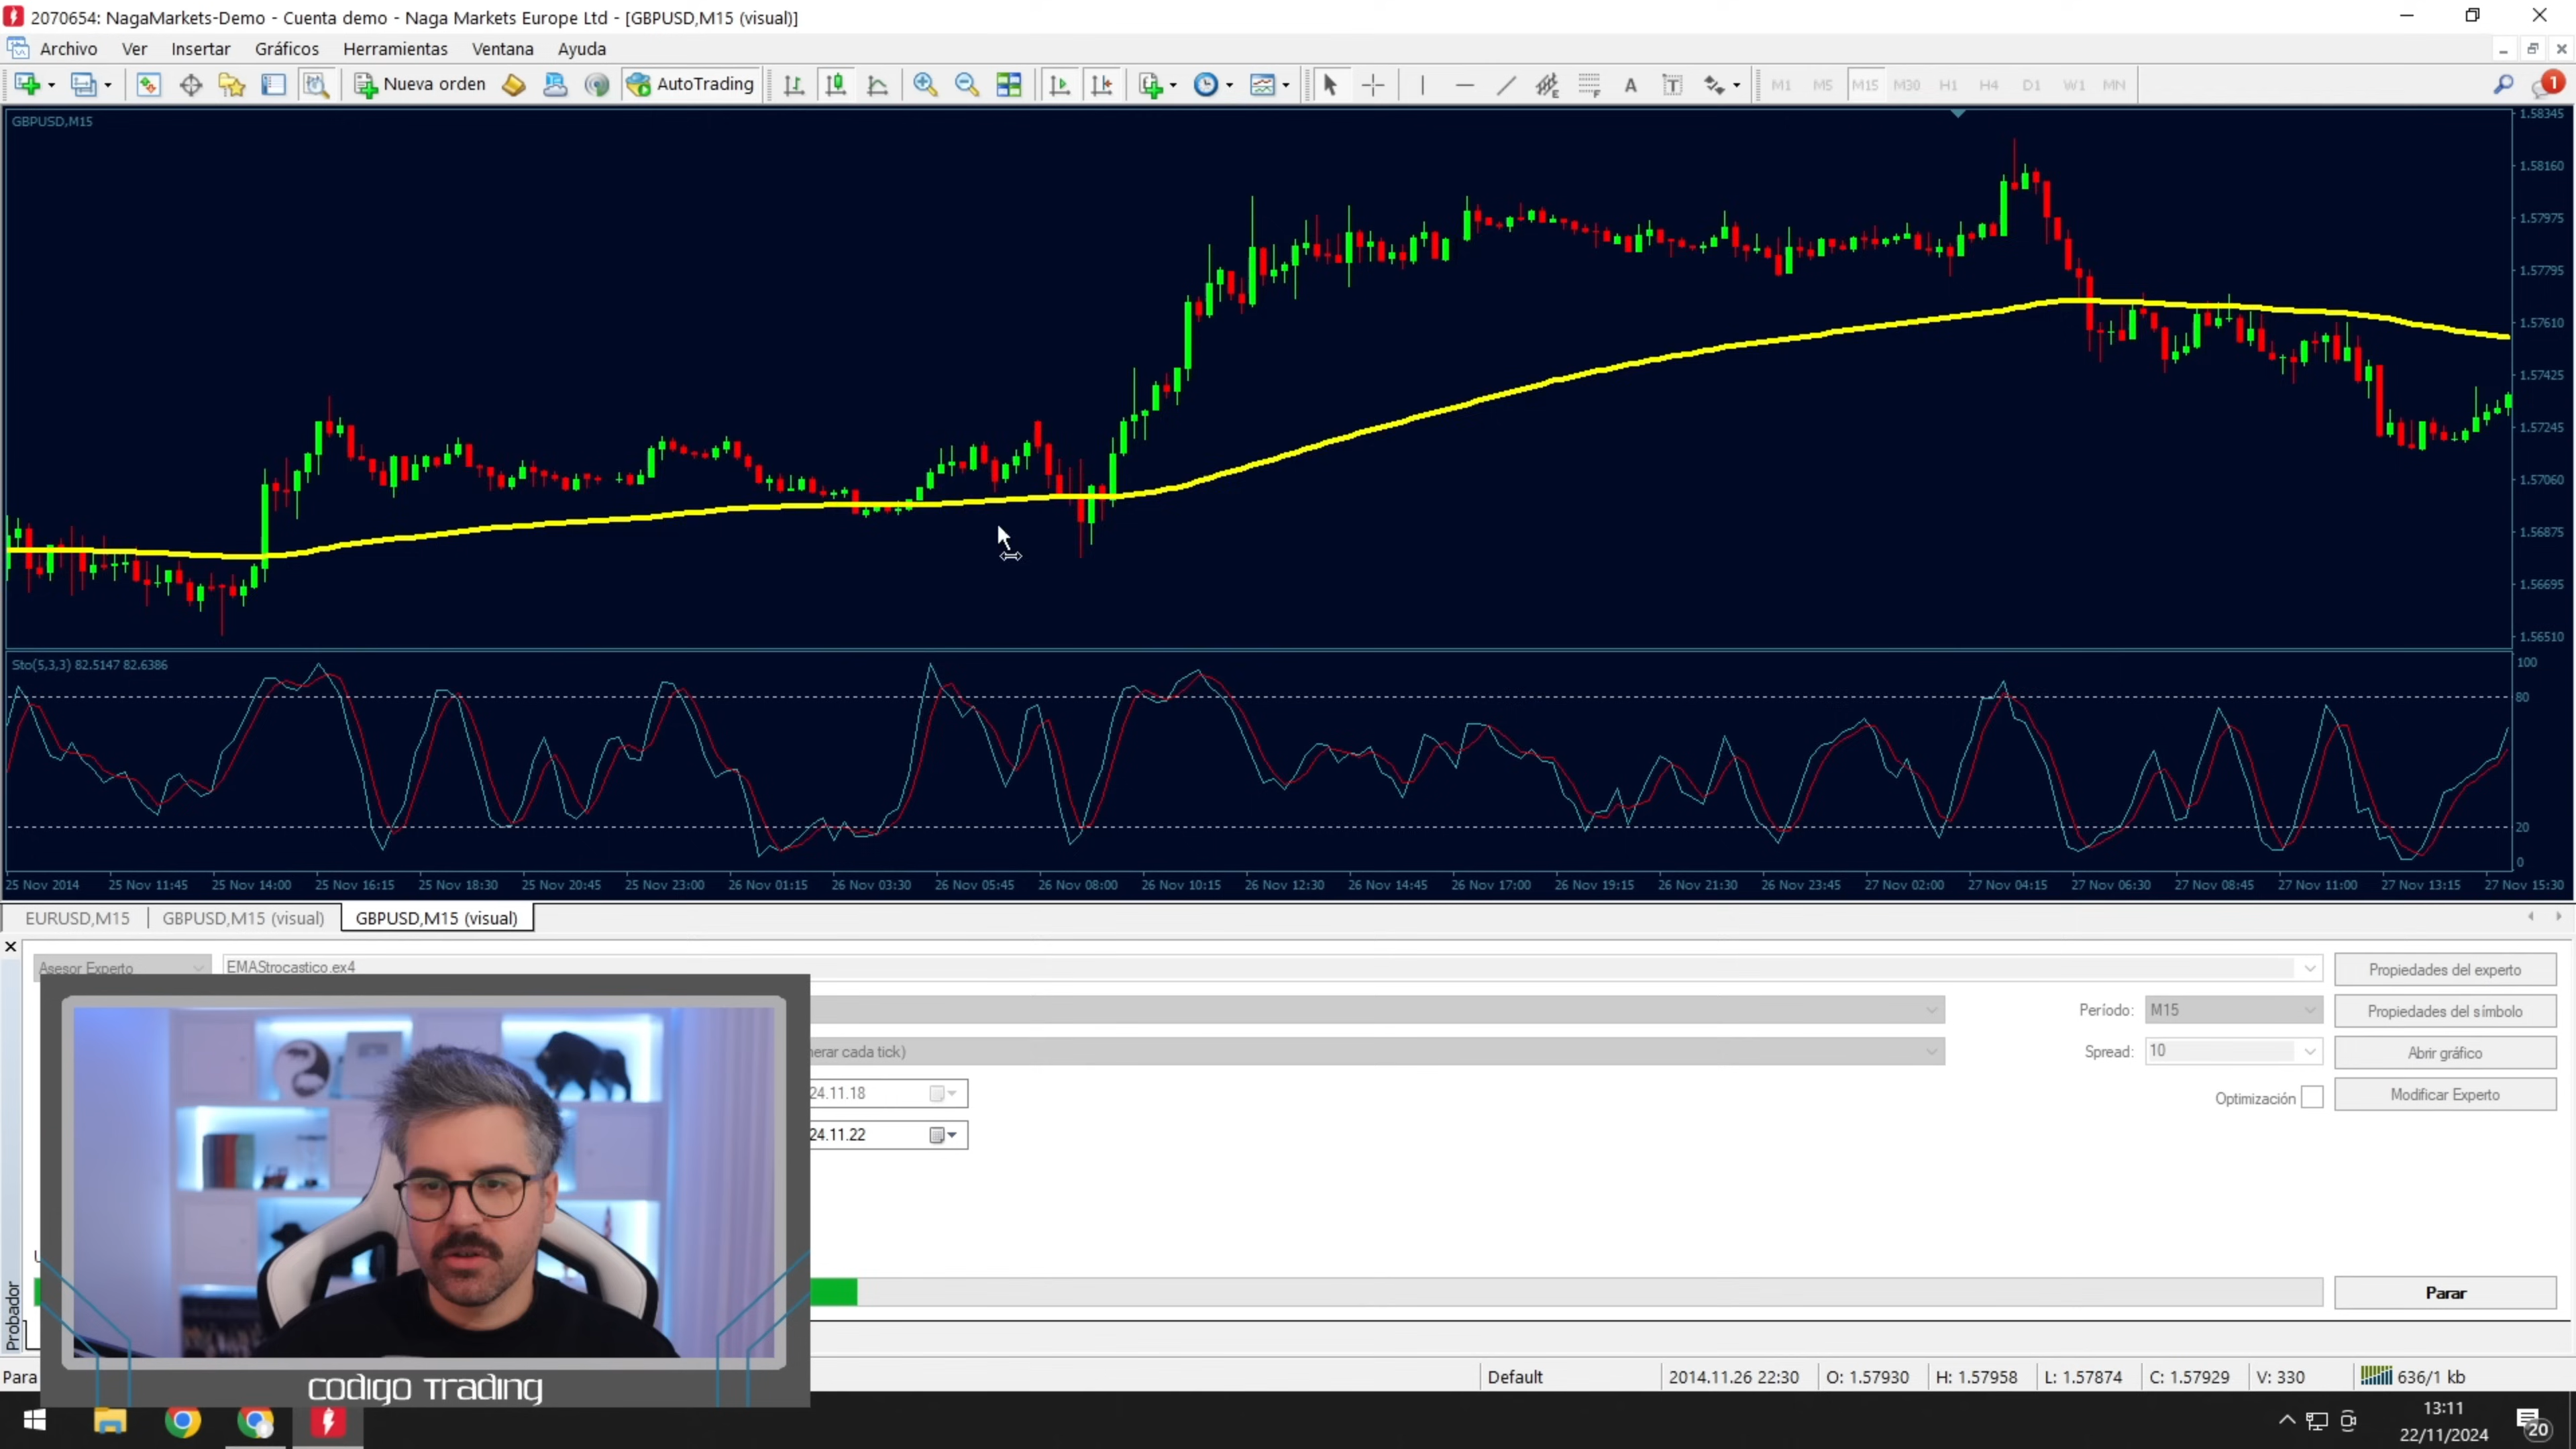 2070654: NagaMarkets-Demo - Cuenta demo - Naga Markets Europe Ltd - [GBPUSD,M15 (visual)]
Archivo Ver Insertar Gráficos Herramientas Ventana Ayuda
Nueva orden AutoTrading M1 M5 M15 M30 H1 H4 D1 W1 MN 1
GBPUSD,M15
1.58345
1.58160
1.57975
1.57795
1.57610
1.57425
1.57245
1.57060
1.56875
1.56695
1.56510
Sto(5,3,3) 82.5147 82.6386
100
80
20
0
25 Nov 2014 25 Nov 11:45 25 Nov 14:00 25 Nov 16:15 25 Nov 18:30 25 Nov 20:45 25 Nov 23:00 26 Nov 01:15 26 Nov 03:30 26 Nov 05:45 26 Nov 08:00 26 Nov 10:15 26 Nov 12:30 26 Nov 14:45 26 Nov 17:00 26 Nov 19:15 26 Nov 21:30 26 Nov 23:45 27 Nov 02:00 27 Nov 04:15 27 Nov 06:30 27 Nov 08:45 27 Nov 11:00 27 Nov 13:15 27 Nov 15:30
EURUSD,M15 GBPUSD,M15 (visual) GBPUSD,M15 (visual)
Asesor Experto EMAStrocastico.ex4 Propiedades del experto
Período: M15 Propiedades del símbolo
erar cada tick) Spread: 10 Abrir gráfico
24.11.18 Optimización Modificar Experto
24.11.22
Parar
Probador
Para Default 2014.11.26 22:30 O: 1.57930 H: 1.57958 L: 1.57874 C: 1.57929 V: 330 636/1 kb
codigo Trading
13:11
22/11/2024
20